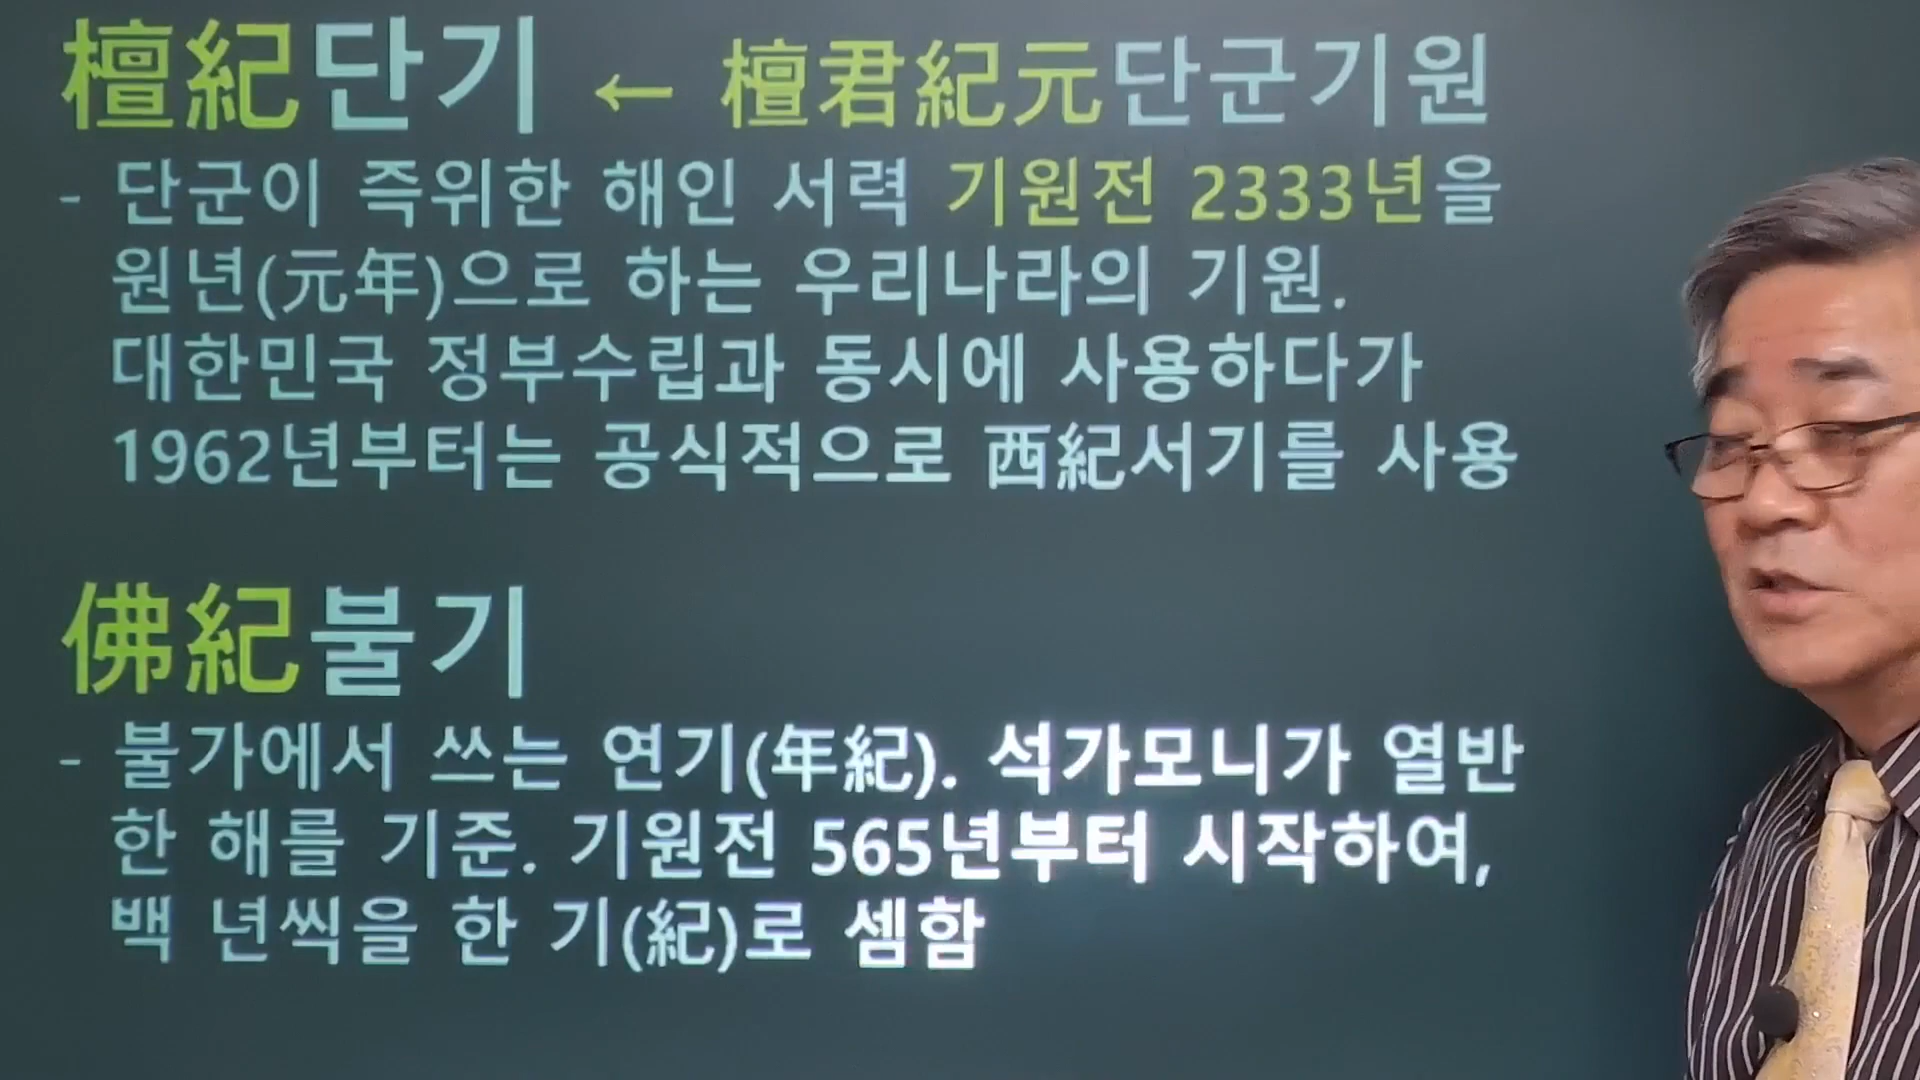 檀紀단기 ← 檀君紀元단군기원
- 단군이 즉위한 해인 서력 기원전 2333년을
원년(元年)으로 하는 우리나라의 기원.
대한민국 정부수립과 동시에 사용하다가
1962년부터는 공식적으로 西紀서기를 사용
佛紀불기
- 불가에서 쓰는 연기(年紀). 석가모니가 열반
한 해를 기준. 기원전 565년부터 시작하여,
백 년씩을 한 기(紀)로 셈함